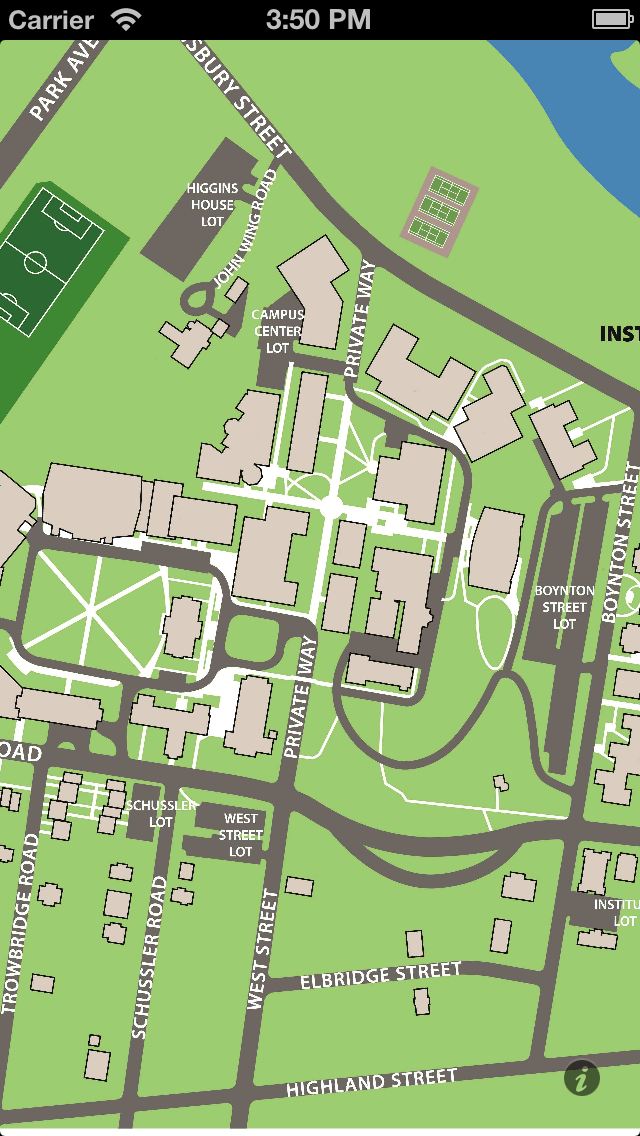 Carrier 3:50 PM
PARK AVE
SBURY STREET
HIGGINS
HOUSE
LOT
JOHN WING ROAD
CAMPUS
CENTER
LOT
PRIVATE WAY
INST
BOYNTON STREET
BOYNTON
STREET
LOT
PRIVATE WAY
OAD
SCHUSSLER
LOT
WEST
STREET
LOT
TROWBRIDGE ROAD
SCHUSSLER ROAD
WEST STREET
INSTITU
LOT
ELBRIDGE STREET
HIGHLAND STREET
i